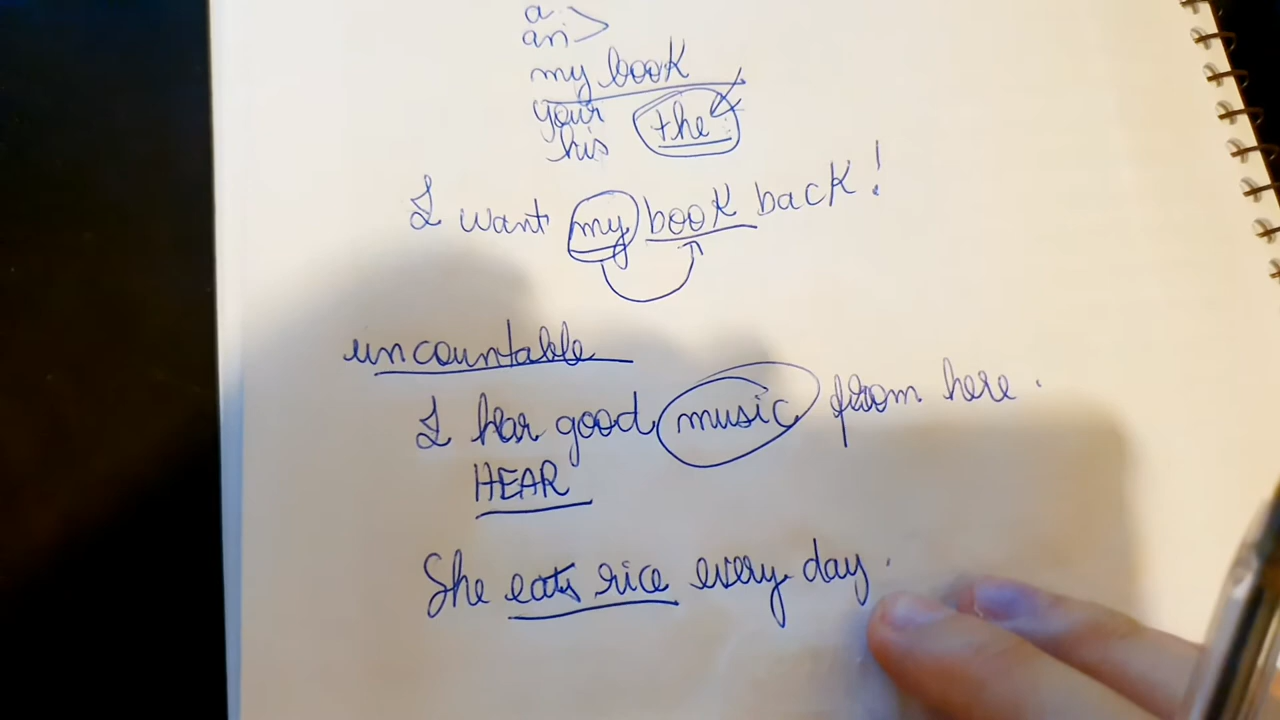 a
an
my book
your
his the
I want my book back!
uncountable
I hear good music from here.
HEAR
She eats rice every day.